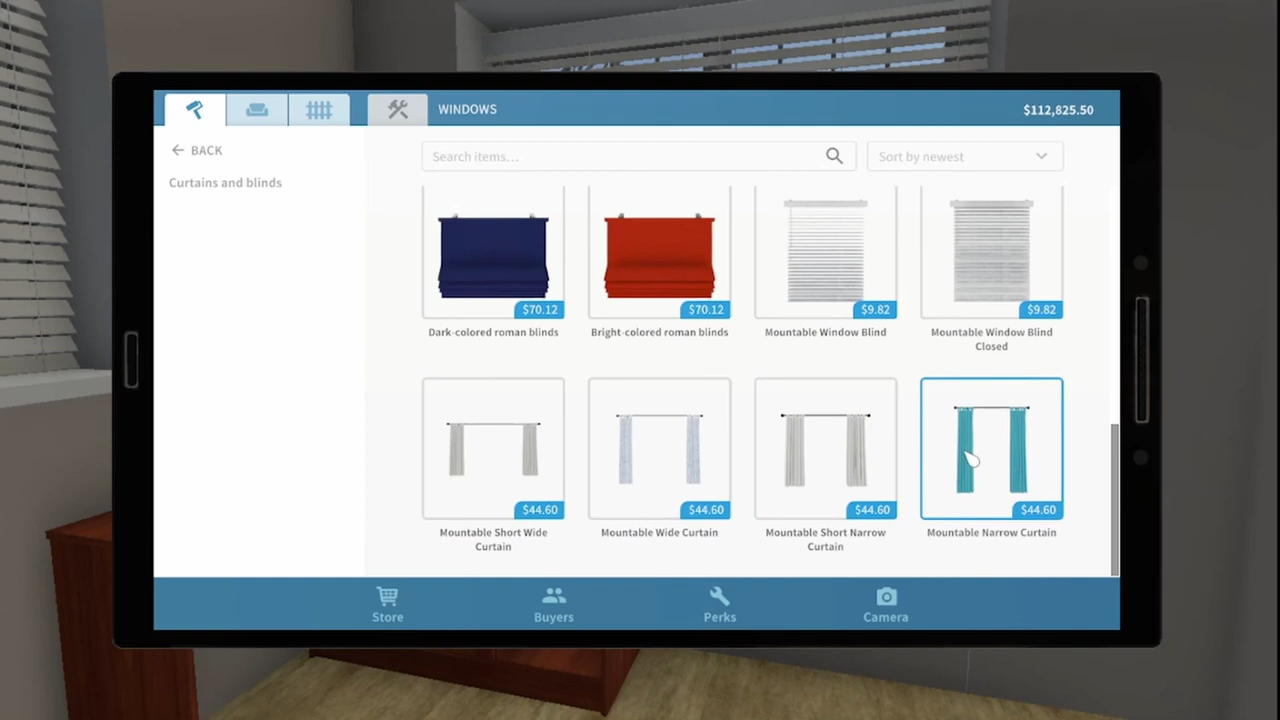 WINDOWS
$112,825.50
BACK
Search items...
Sort by newest
Curtains and blinds
$70.12
$70.12
$9.82
$9.82
Dark-colored roman blinds
Bright-colored roman blinds
Mountable Window Blind
Mountable Window Blind
Closed
$44.60
$44.60
$44.60
$44.60
Mountable Short Wide
Curtain
Mountable Wide Curtain
Mountable Short Narrow
Curtain
Mountable Narrow Curtain
Store
Buyers
Perks
Camera